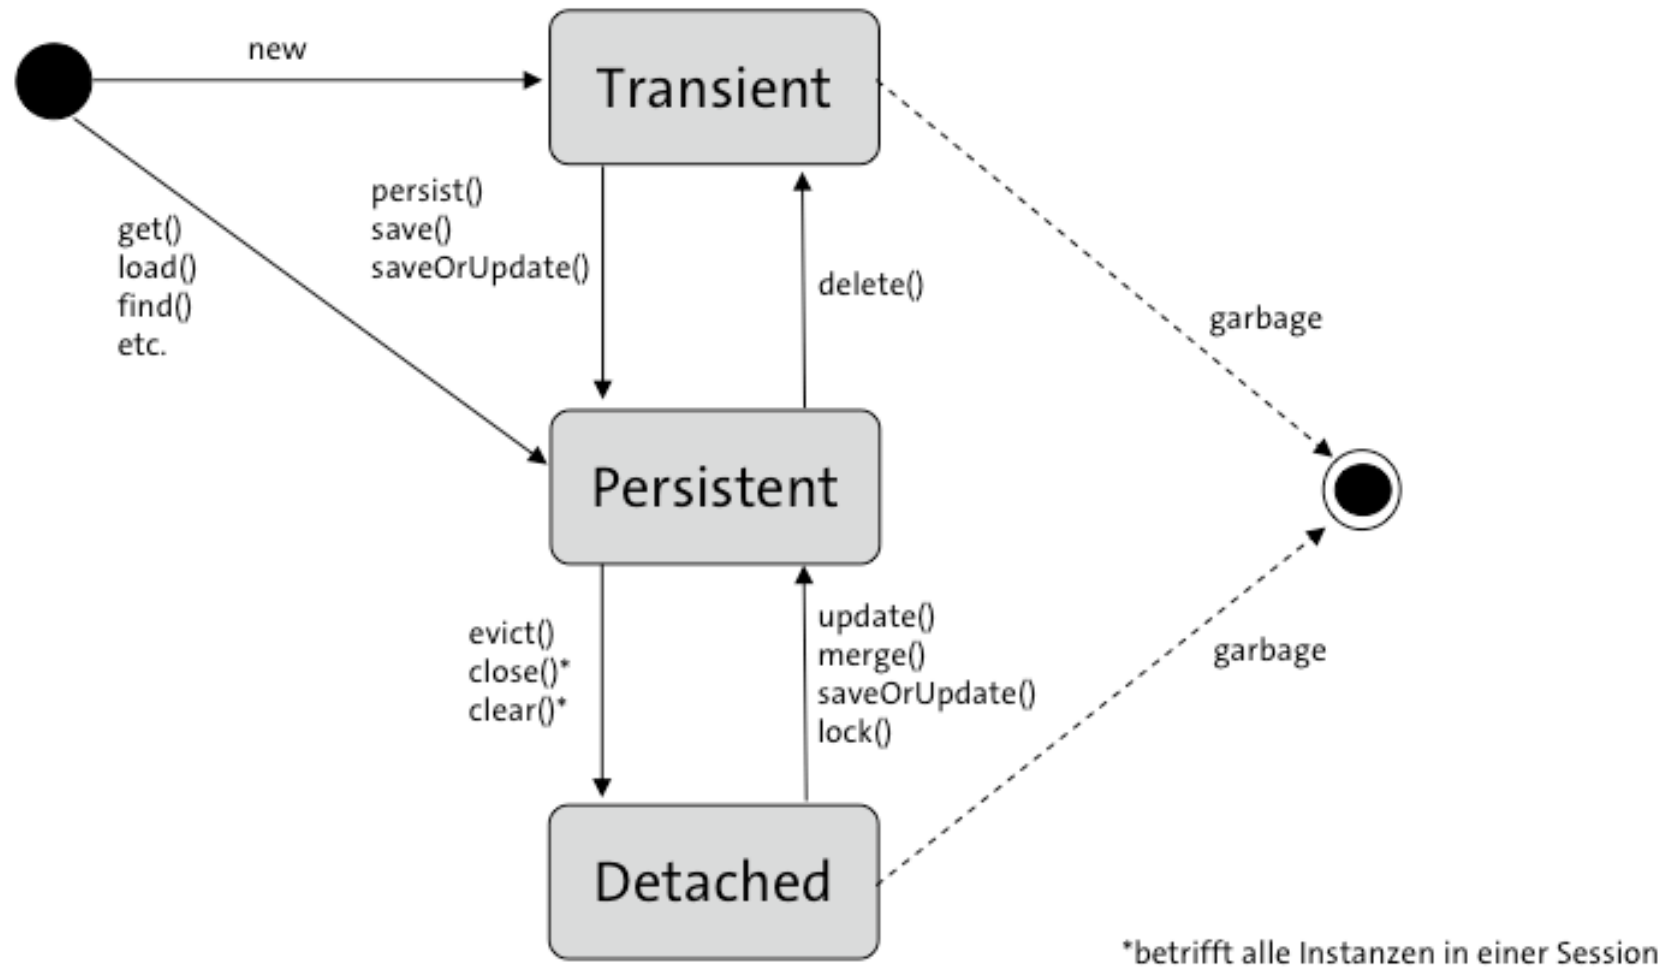 new
Transient
persist()
save()
saveOrUpdate()
get()
load()
find()
etc.
delete()
garbage
Persistent
evict()
close()*
clear()*
update()
merge()
saveOrUpdate()
lock()
garbage
Detached
*betrifft alle Instanzen in einer Session